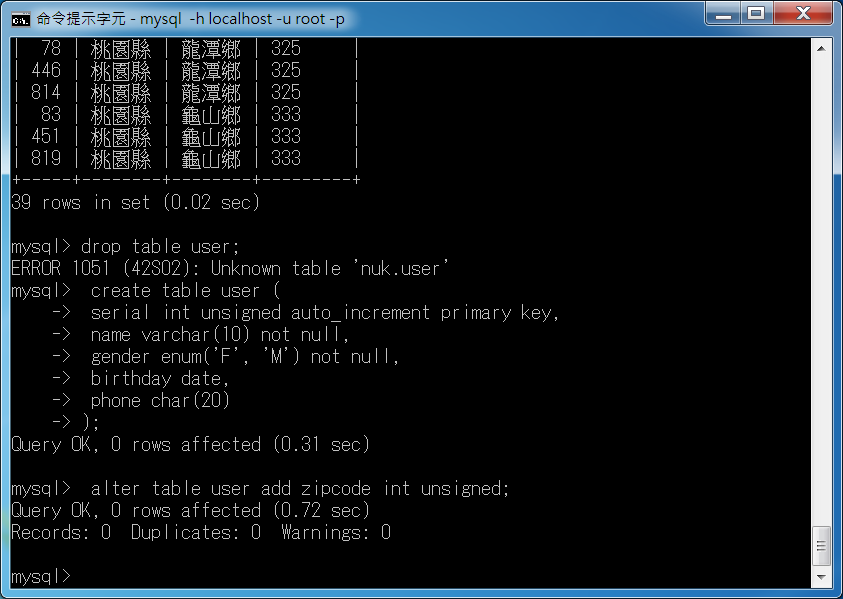 命令提示字元 - mysql -h localhost -u root -p
|  78 | 桃園縣 | 龍潭鄉 | 325     |
| 446 | 桃園縣 | 龍潭鄉 | 325     |
| 814 | 桃園縣 | 龍潭鄉 | 325     |
|  83 | 桃園縣 | 龜山鄉 | 333     |
| 451 | 桃園縣 | 龜山鄉 | 333     |
| 819 | 桃園縣 | 龜山鄉 | 333     |
+-----+--------+--------+---------+
39 rows in set (0.02 sec)
mysql> drop table user;
ERROR 1051 (42S02): Unknown table 'nuk.user'
mysql>  create table user (
    ->  serial int unsigned auto_increment primary key,
    ->  name varchar(10) not null,
    ->  gender enum('F', 'M') not null,
    ->  birthday date,
    ->  phone char(20)
    -> );
Query OK, 0 rows affected (0.31 sec)
mysql>  alter table user add zipcode int unsigned;
Query OK, 0 rows affected (0.72 sec)
Records: 0  Duplicates: 0  Warnings: 0
mysql>